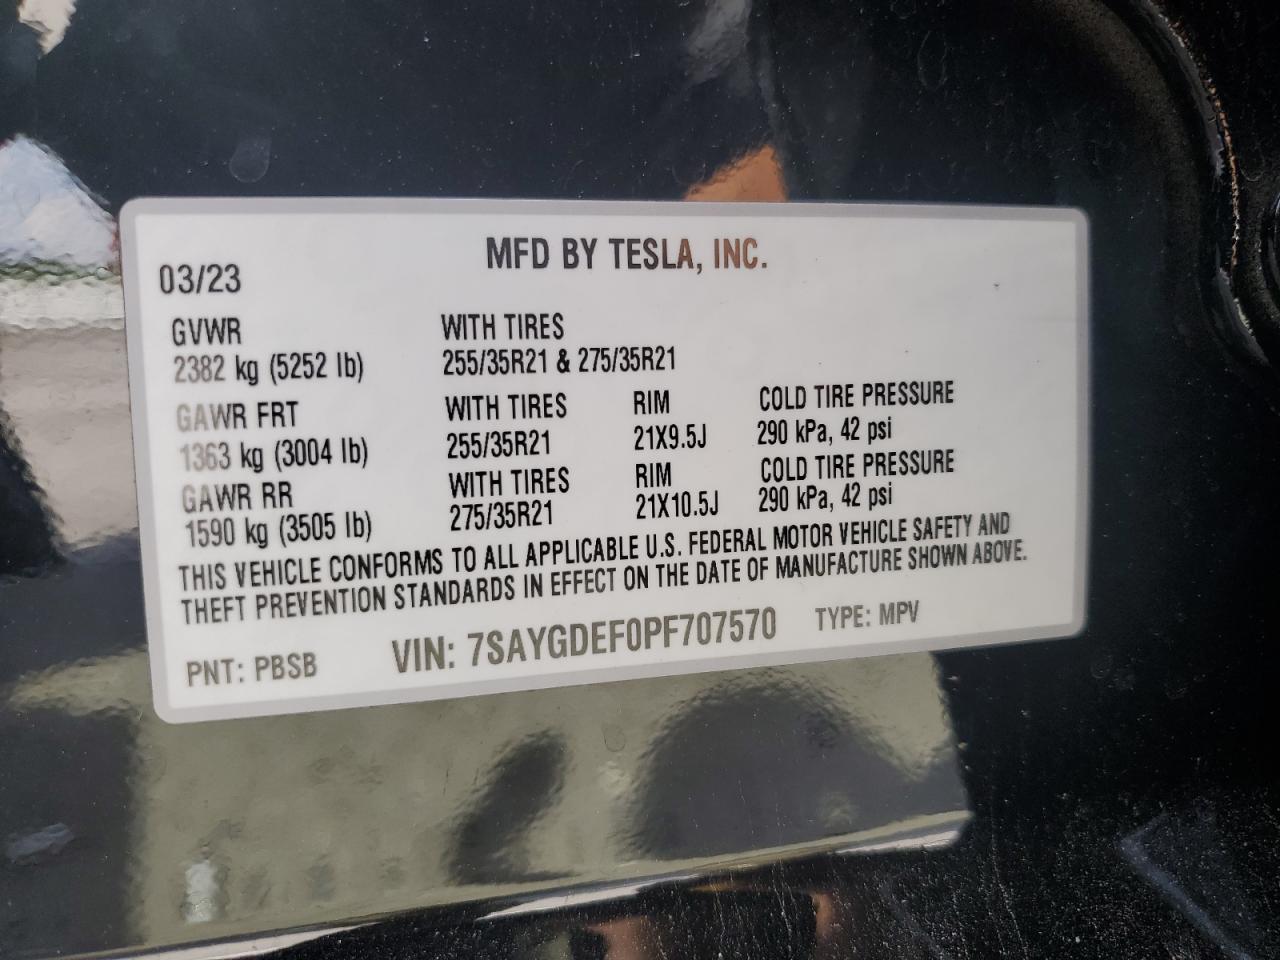 MFD BY TESLA, INC.
03/23
GVWR WITH TIRES
2382 kg (5252 lb) 255/35R21 & 275/35R21
GAWR FRT WITH TIRES RIM COLD TIRE PRESSURE
1363 kg (3004 lb) 255/35R21 21X9.5J 290 kPa, 42 psi
GAWR RR WITH TIRES RIM COLD TIRE PRESSURE
1590 kg (3505 lb) 275/35R21 21X10.5J 290 kPa, 42 psi
THIS VEHICLE CONFORMS TO ALL APPLICABLE U.S. FEDERAL MOTOR VEHICLE SAFETY AND
THEFT PREVENTION STANDARDS IN EFFECT ON THE DATE OF MANUFACTURE SHOWN ABOVE.
PNT: PBSB VIN: 7SAYGDEF0PF707570 TYPE: MPV